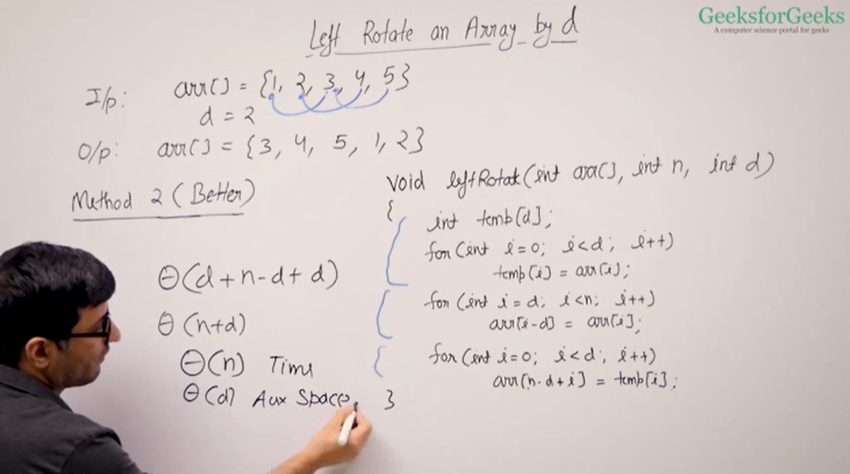 GeeksforGeeks
A computer science portal for geeks
Left Rotate an Array by d
I/p: arr[] = {1, 2, 3, 4, 5}
d = 2
O/p: arr[] = {3, 4, 5, 1, 2}
Method 2 (Better)
θ(d+n-d+d)
θ(n+d)
θ(n) Time
θ(d) Aux Space
void leftRotat(int arr[], int n, int d)
{
int temb[d];
for(int i=0; i<d; i++)
temp[i] = arr[i];
for(int i=d; i<n; i++)
arr[i-d] = arr[i];
for(int i=0; i<d; i++)
arr[n-d+i] = temb[i];
}